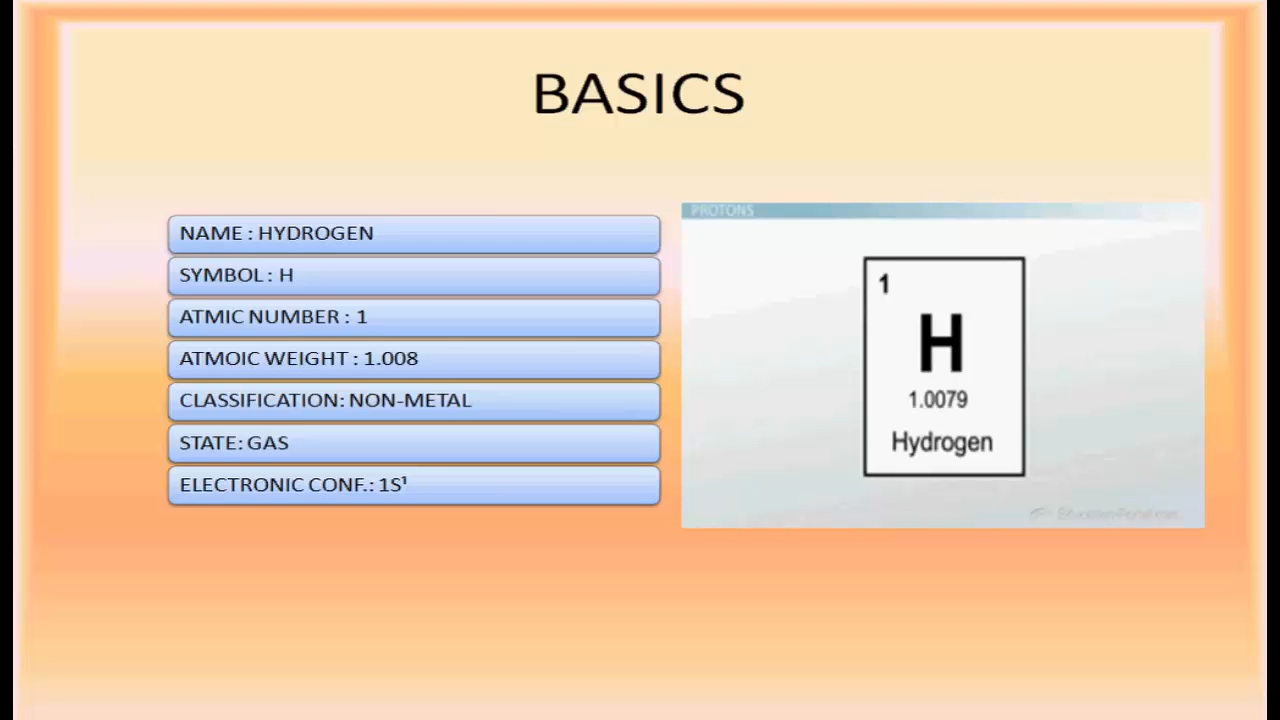 BASICS
NAME : HYDROGEN
SYMBOL : H
ATMIC NUMBER : 1
ATMOIC WEIGHT : 1.008
CLASSIFICATION: NON-METAL
STATE: GAS
ELECTRONIC CONF.: 1S¹
PROTONS
1
H
1.0079
Hydrogen